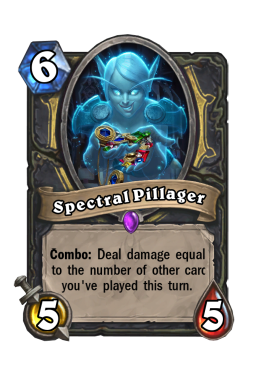 6
Spectral Pillager
Combo: Deal damage equal
to the number of other card
you've played this turn.
5 5